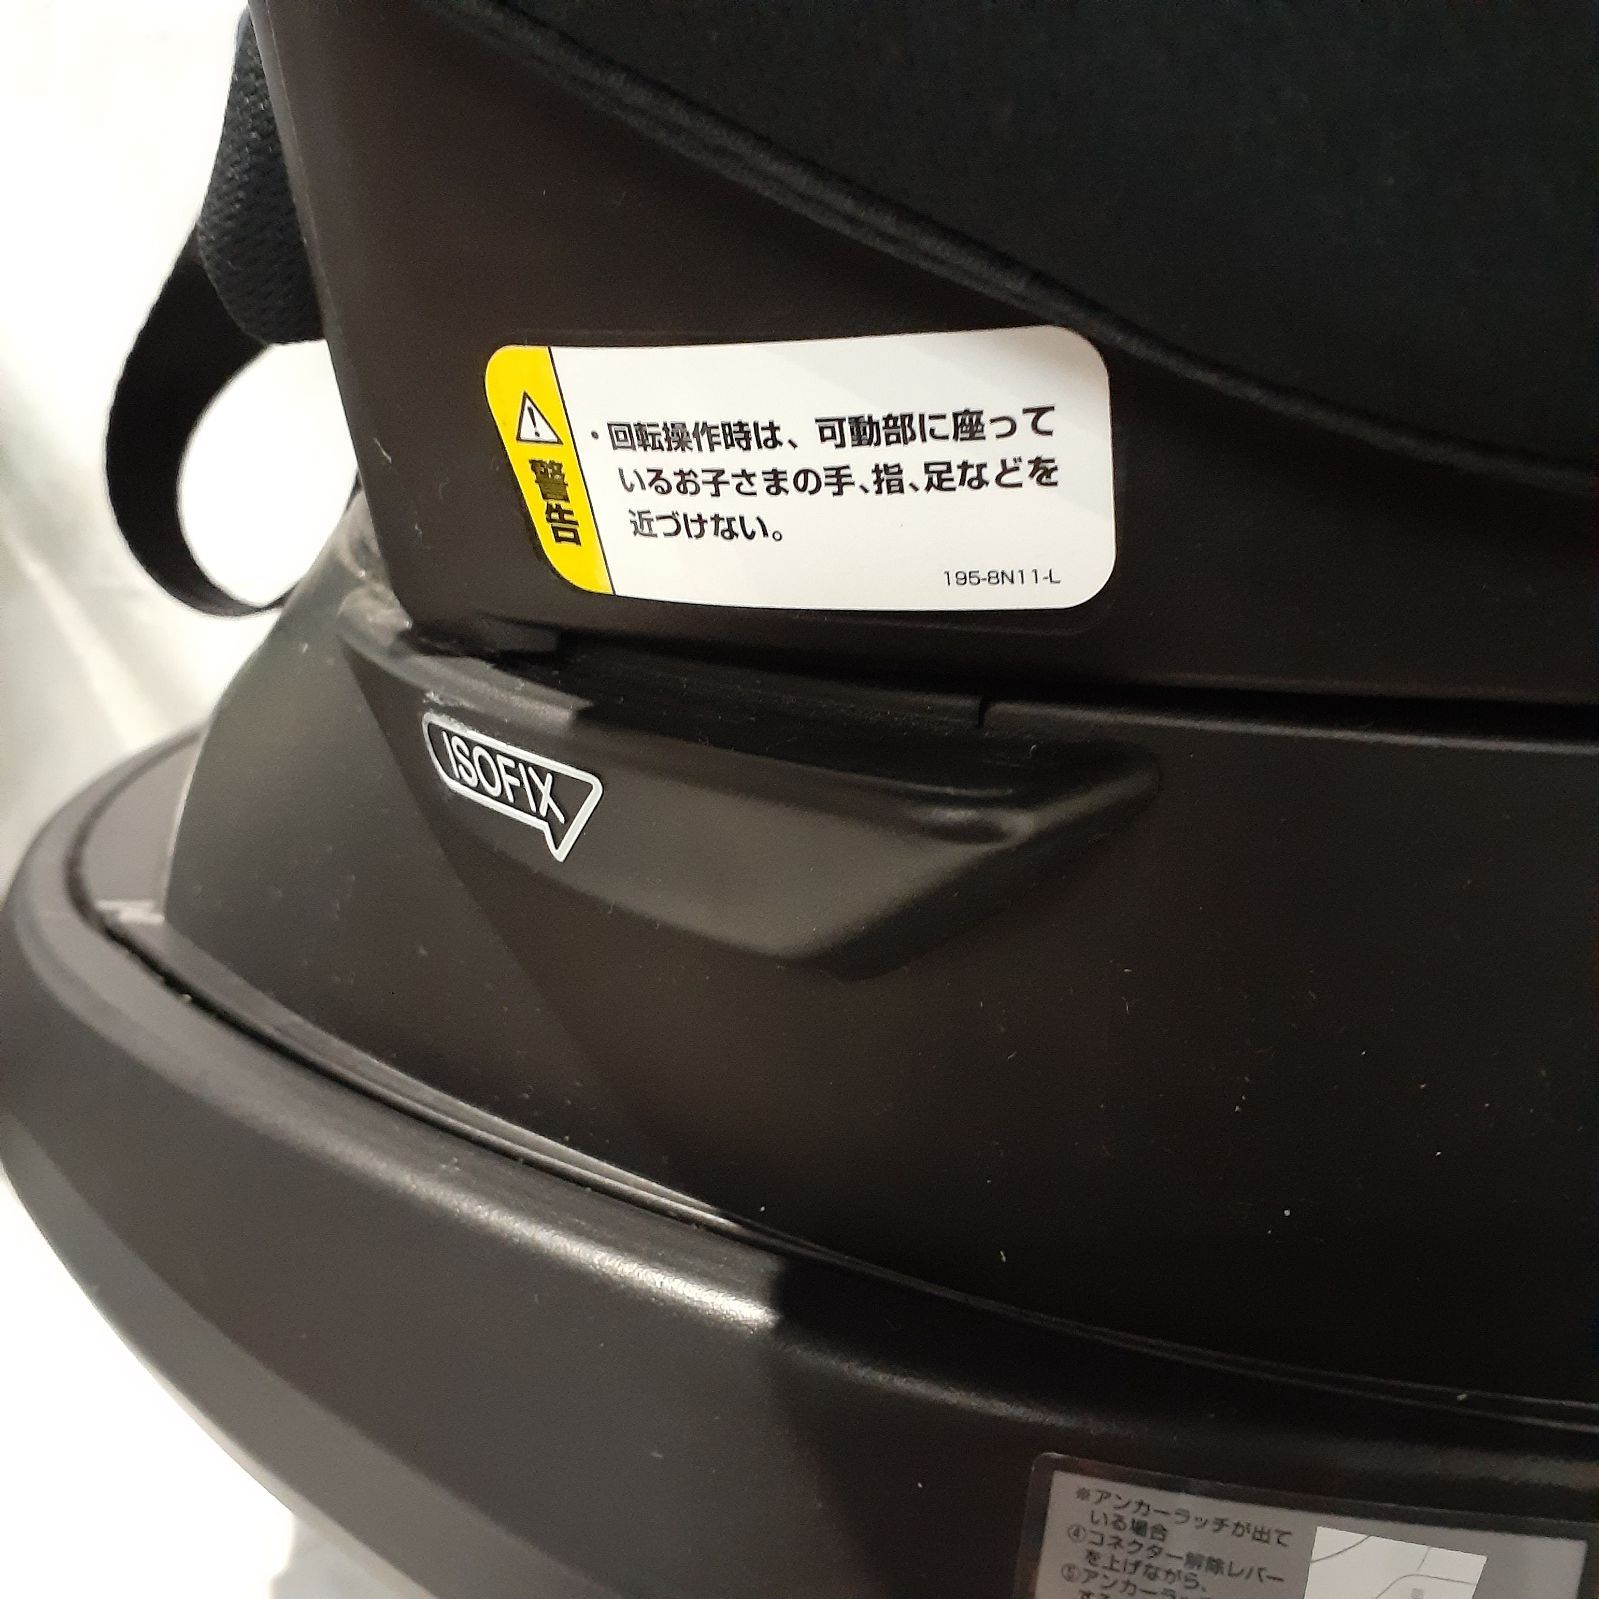 警告
・回転操作時は、可動部に座って
いるお子さまの手、指、足などを
近づけない。
195-8N11-L
ISOFIX
※アンカーラッチが出て
いる場合
④コネクター解除レバー
を上げながら、
⑤アンカーラ